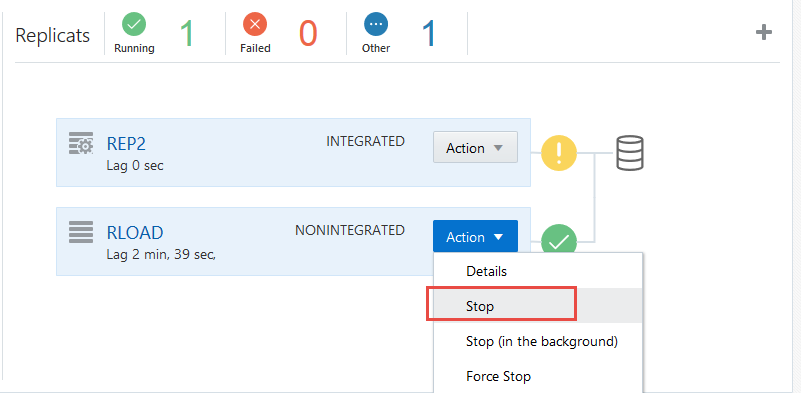 Replicats
Running
1
Failed
0
Other
1
REP2
INTEGRATED
Action
Lag 0 sec
RLOAD
NONINTEGRATED
Action
Lag 2 min, 39 sec,
Details
Stop
Stop (in the background)
Force Stop